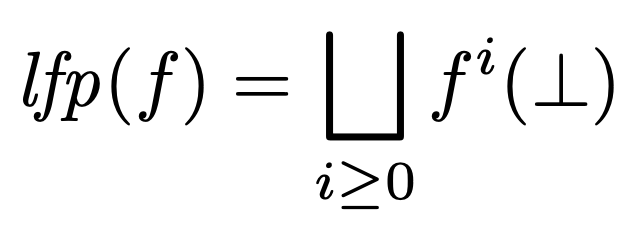 lfp(f) = ⨆_{i≥0} f^i(⊥)